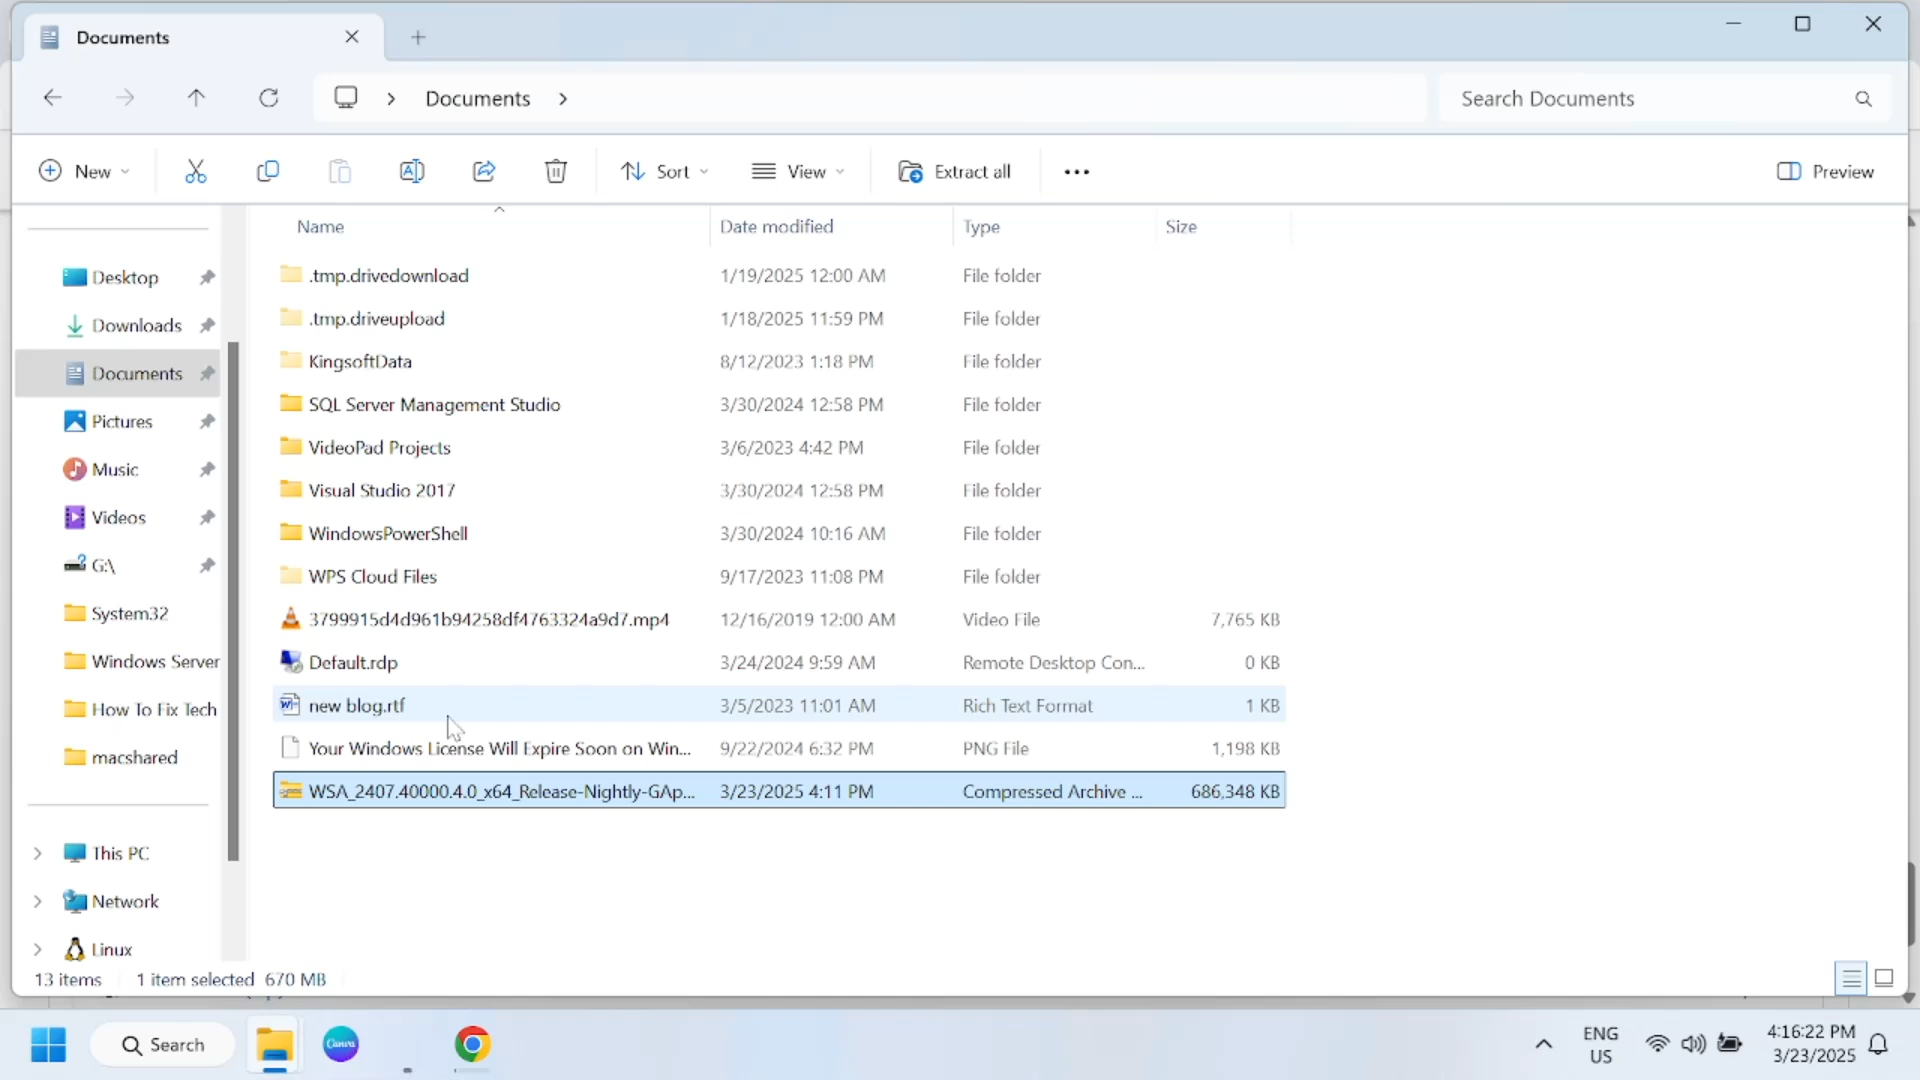 Documents
Documents
Search Documents
New
Sort
View
Extract all
Preview
Name Date modified Type Size
Desktop
Downloads
Documents
Pictures
Music
Videos
G:\
System32
Windows Server
How To Fix Tech
macshared
This PC
Network
Linux
.tmp.drivedownload 1/19/2025 12:00 AM File folder
.tmp.driveupload 1/18/2025 11:59 PM File folder
KingsoftData 8/12/2023 1:18 PM File folder
SQL Server Management Studio 3/30/2024 12:58 PM File folder
VideoPad Projects 3/6/2023 4:42 PM File folder
Visual Studio 2017 3/30/2024 12:58 PM File folder
WindowsPowerShell 3/30/2024 10:16 AM File folder
WPS Cloud Files 9/17/2023 11:08 PM File folder
3799915d4d961b94258df4763324a9d7.mp4 12/16/2019 12:00 AM Video File 7,765 KB
Default.rdp 3/24/2024 9:59 AM Remote Desktop Con... 0 KB
new blog.rtf 3/5/2023 11:01 AM Rich Text Format 1 KB
Your Windows License Will Expire Soon on Win... 9/22/2024 6:32 PM PNG File 1,198 KB
WSA_2407.40000.4.0_x64_Release-Nightly-GAp... 3/23/2025 4:11 PM Compressed Archive ... 686,348 KB
13 items 1 item selected 670 MB
Search
Canva
ENG
US
4:16:22 PM
3/23/2025